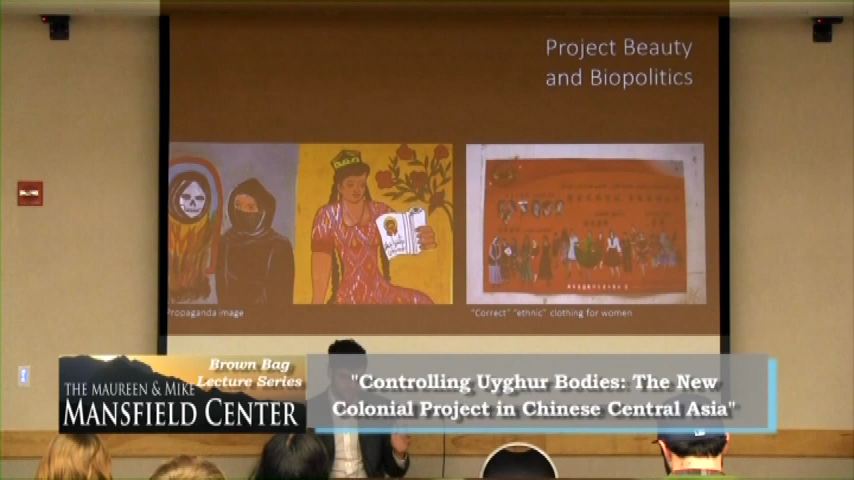 Project Beauty
and Biopolitics
Propaganda image
"Correct" "ethnic" clothing for women
Brown Bag
Lecture Series
THE MAUREEN & MIKE
MANSFIELD CENTER
"Controlling Uyghur Bodies: The New
Colonial Project in Chinese Central Asia"